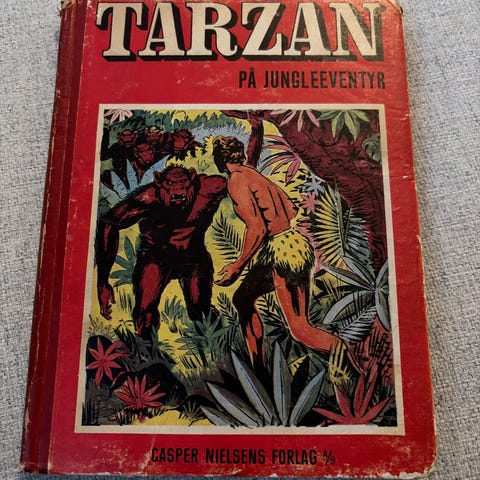 TARZAN
PÅ JUNGLEEVENTYR
CASPER NIELSENS FORLAG A/S